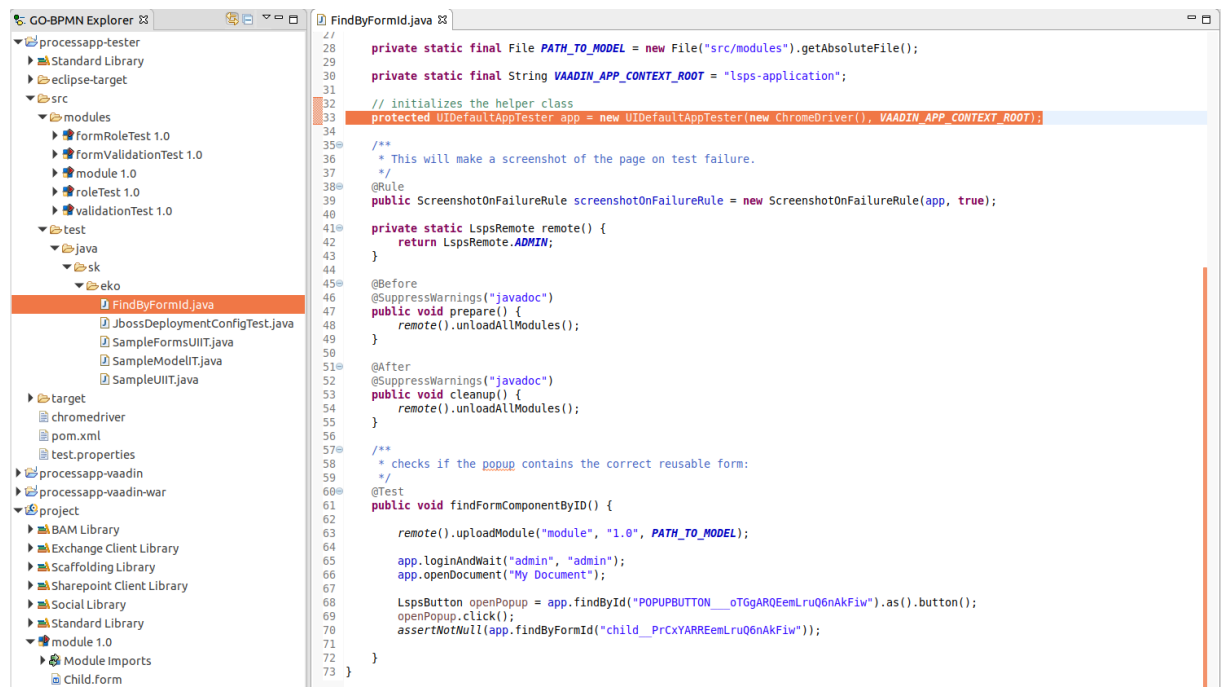 GO-BPMN Explorer
processapp-tester
Standard Library
eclipse-target
src
modules
formRoleTest 1.0
formValidationTest 1.0
module 1.0
roleTest 1.0
validationTest 1.0
test
java
sk
eko
FindByFormId.java
JbossDeploymentConfigTest.java
SampleFormsUIIT.java
SampleModelIT.java
SampleUIIT.java
target
chromedriver
pom.xml
test.properties
processapp-vaadin
processapp-vaadin-war
project
BAM Library
Exchange Client Library
Scaffolding Library
Sharepoint Client Library
Social Library
Standard Library
module 1.0
Module Imports
Child.form
FindByFormId.java
27
28 private static final File PATH_TO_MODEL = new File("src/modules").getAbsoluteFile();
29
30 private static final String VAADIN_APP_CONTEXT_ROOT = "lsps-application";
31
32 // initializes the helper class
33 protected UIDefaultAppTester app = new UIDefaultAppTester(new ChromeDriver(), VAADIN_APP_CONTEXT_ROOT);
34
35 /**
36 * This will make a screenshot of the page on test failure.
37 */
38 @Rule
39 public ScreenshotOnFailureRule screenshotOnFailureRule = new ScreenshotOnFailureRule(app, true);
40
41 private static LspsRemote remote() {
42 return LspsRemote.ADMIN;
43 }
44
45 @Before
46 @SuppressWarnings("javadoc")
47 public void prepare() {
48 remote().unloadAllModules();
49 }
50
51 @After
52 @SuppressWarnings("javadoc")
53 public void cleanup() {
54 remote().unloadAllModules();
55 }
56
57 /**
58 * checks if the popup contains the correct reusable form:
59 */
60 @Test
61 public void findFormComponentByID() {
62
63 remote().uploadModule("module", "1.0", PATH_TO_MODEL);
64
65 app.loginAndWait("admin", "admin");
66 app.openDocument("My Document");
67
68 LspsButton openPopup = app.findById("POPUPBUTTON___oTGgARQEemLruQ6nAkFiw").as().button();
69 openPopup.click();
70 assertNotNull(app.findByFormId("child__PrCxYARREemLruQ6nAkFiw"));
71
72 }
73 }